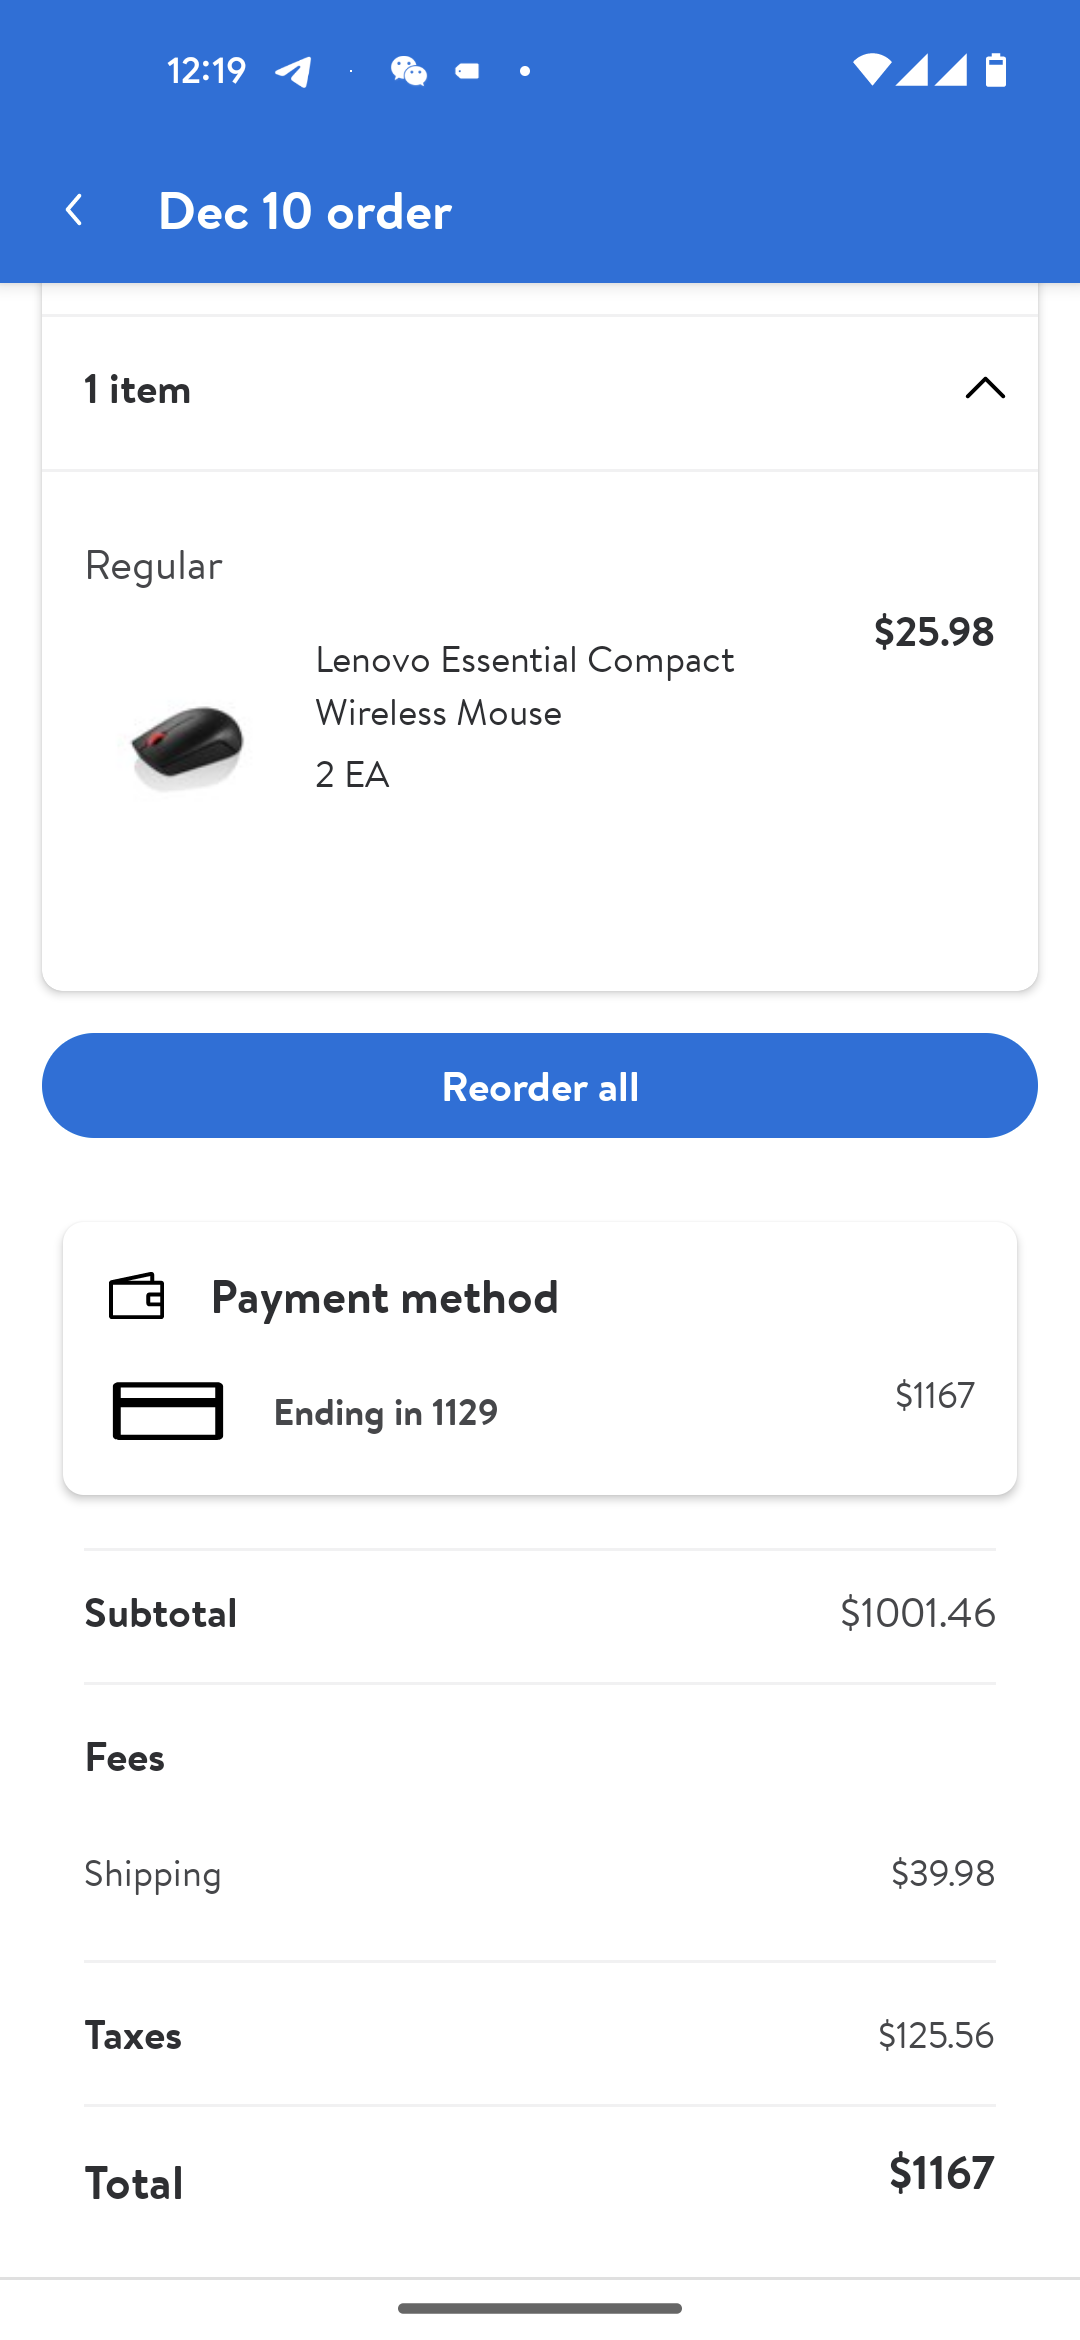 12:19
Dec 10 order
1 item
Regular
$25.98
Lenovo Essential Compact
Wireless Mouse
2 EA
Reorder all
Payment method
Ending in 1129 $1167
Subtotal $1001.46
Fees
Shipping $39.98
Taxes $125.56
Total $1167